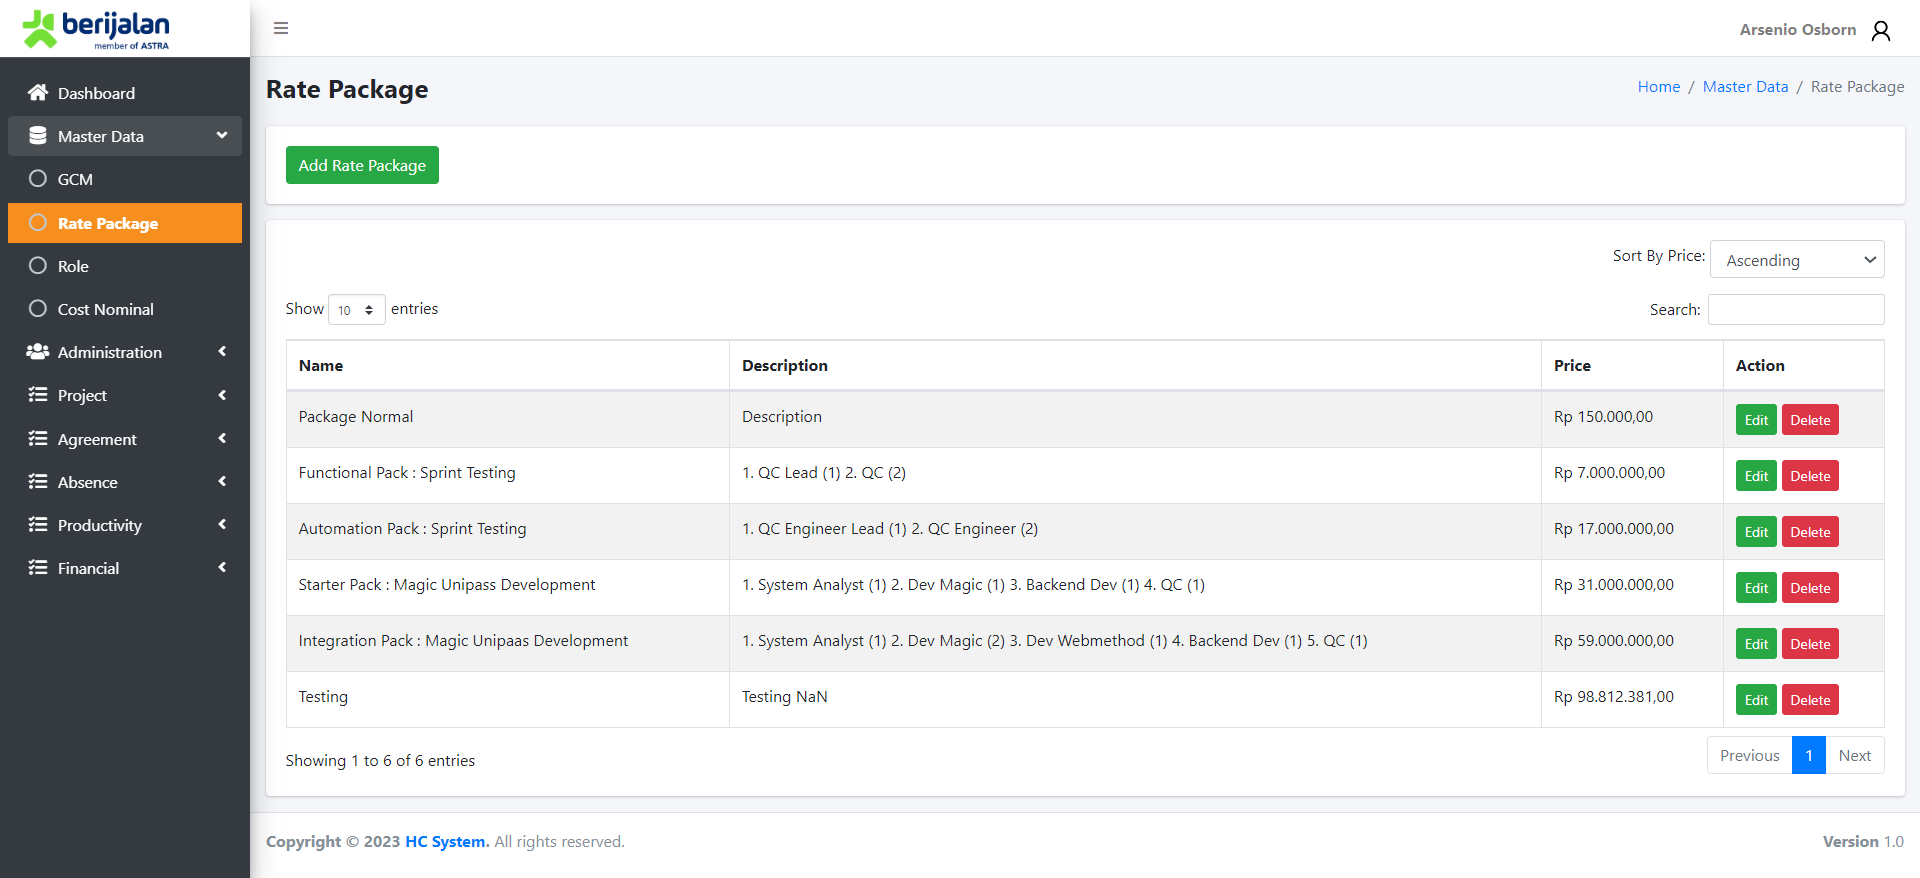 berijalan
member of ASTRA
Arsenio Osborn
Dashboard
Master Data
GCM
Rate Package
Role
Cost Nominal
Administration
Project
Agreement
Absence
Productivity
Financial
Rate Package
Home / Master Data / Rate Package
Add Rate Package
Sort By Price: Ascending
Show 10 entries
Search:
Name Description Price Action
Package Normal Description Rp 150.000,00 Edit Delete
Functional Pack : Sprint Testing 1. QC Lead (1) 2. QC (2) Rp 7.000.000,00 Edit Delete
Automation Pack : Sprint Testing 1. QC Engineer Lead (1) 2. QC Engineer (2) Rp 17.000.000,00 Edit Delete
Starter Pack : Magic Unipass Development 1. System Analyst (1) 2. Dev Magic (1) 3. Backend Dev (1) 4. QC (1) Rp 31.000.000,00 Edit Delete
Integration Pack : Magic Unipaas Development 1. System Analyst (1) 2. Dev Magic (2) 3. Dev Webmethod (1) 4. Backend Dev (1) 5. QC (1) Rp 59.000.000,00 Edit Delete
Testing Testing NaN Rp 98.812.381,00 Edit Delete
Showing 1 to 6 of 6 entries
Previous 1 Next
Copyright © 2023 HC System. All rights reserved.
Version 1.0